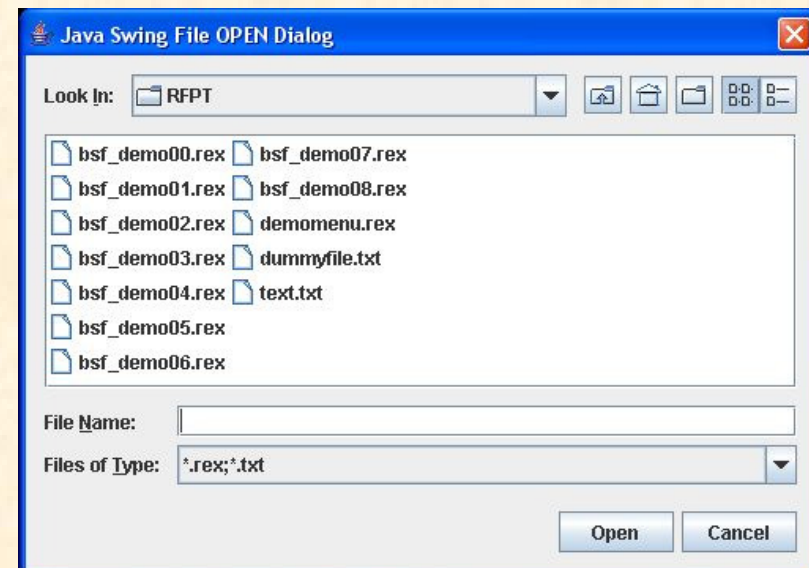 Java Swing File OPEN Dialog
Look In: RFPT
bsf_demo00.rex bsf_demo07.rex
bsf_demo01.rex bsf_demo08.rex
bsf_demo02.rex demomenu.rex
bsf_demo03.rex dummyfile.txt
bsf_demo04.rex text.txt
bsf_demo05.rex
bsf_demo06.rex
File Name:
Files of Type: *.rex;*.txt
Open Cancel